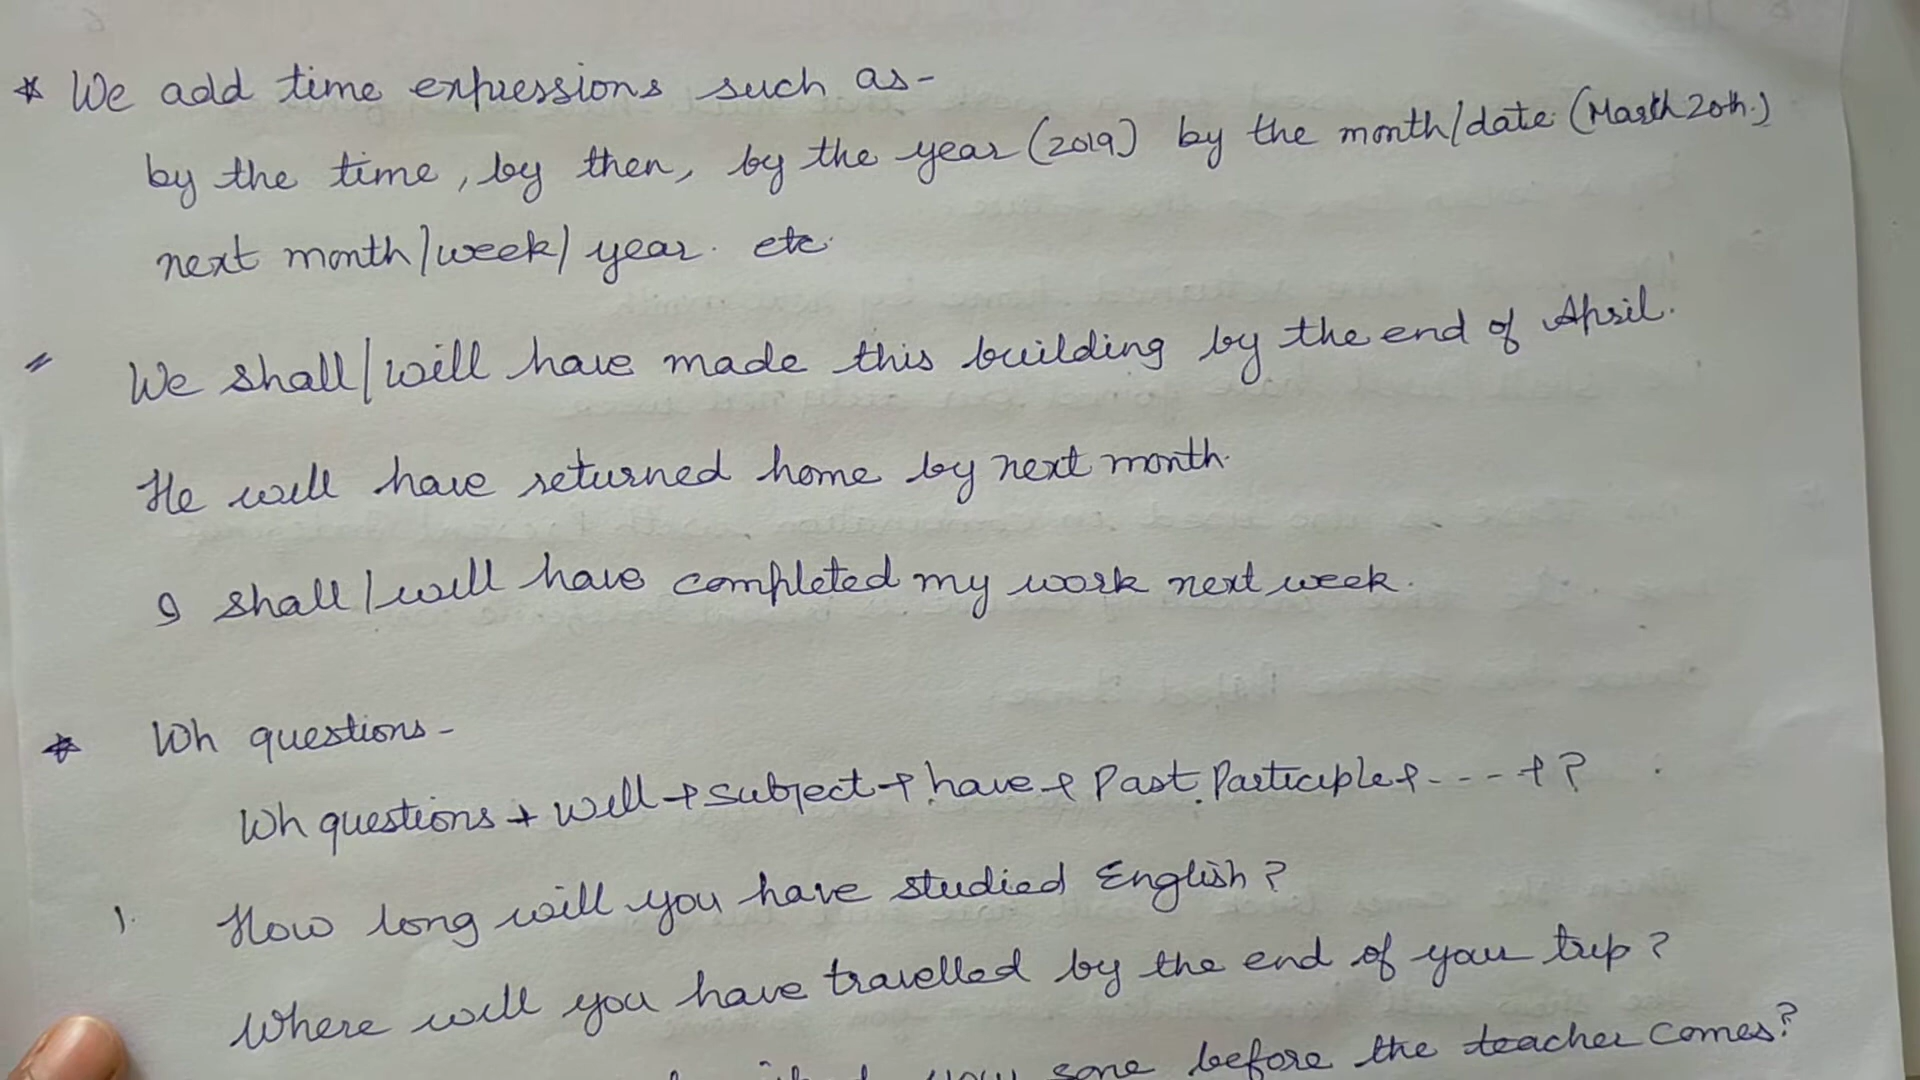 * We add time expressions such as-
by the time, by then, by the year (2019) by the month/date (March 20th.)
next month/week/year. etc.
We shall/will have made this building by the end of April.
He will have returned home by next month.
I shall/will have completed my work next week.
* Wh questions-
Wh questions + will + subject + have + Past Participle + - - - + ?
1. How long will you have studied English?
Where will you have travelled by the end of your trip?
before the teacher comes?